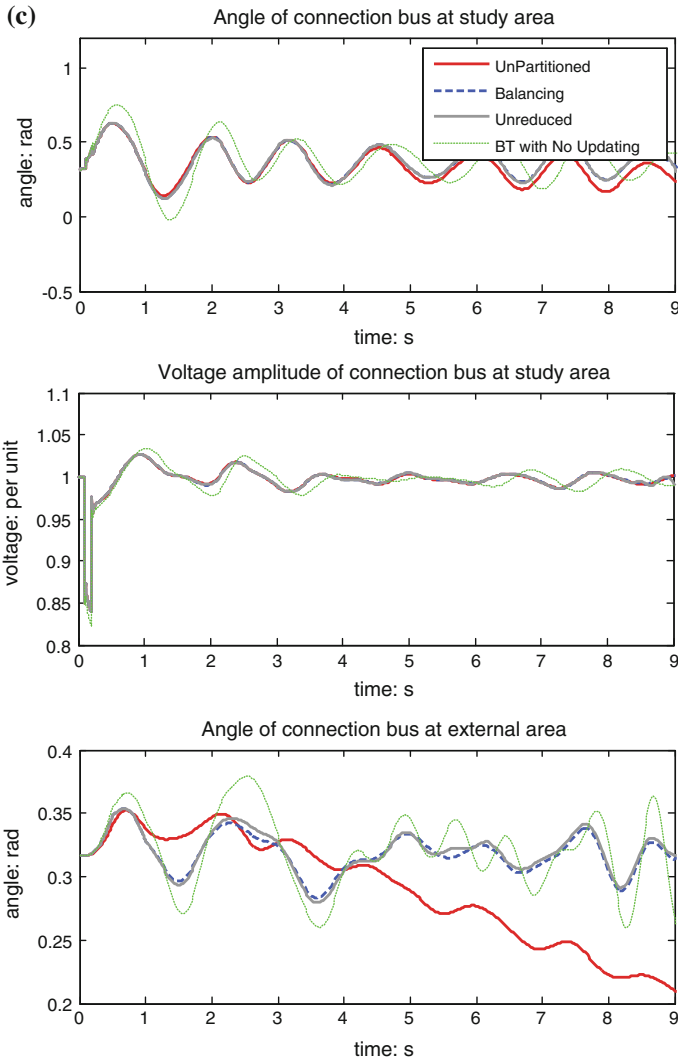 (c)
Angle of connection bus at study area
UnPartitioned
Balancing
Unreduced
BT with No Updating
angle: rad
1
0.5
0
-0.5
0 1 2 3 4 5 6 7 8 9
time: s
Voltage amplitude of connection bus at study area
voltage: per unit
1.1
1.05
1
0.95
0.9
0.85
0.8
0 1 2 3 4 5 6 7 8 9
time: s
Angle of connection bus at external area
angle: rad
0.4
0.35
0.3
0.25
0.2
0 1 2 3 4 5 6 7 8 9
time: s